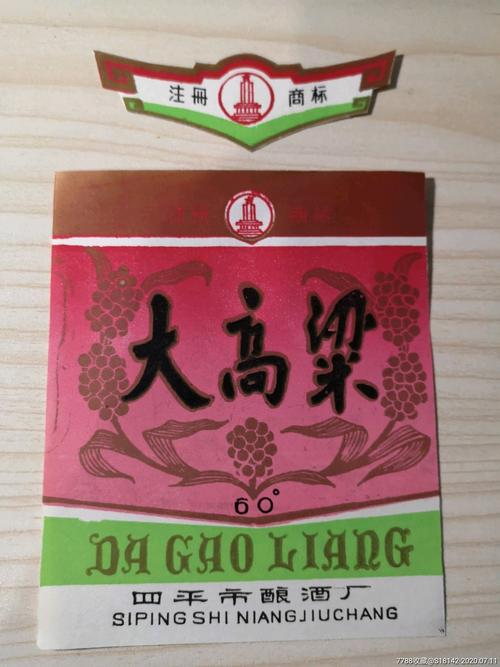 注册 商标
注册 商标
大高粱
60°
DA GAO LIANG
四平市酿酒厂
SIPING SHI NIANGJIUCHANG
7788收藏@S18142-2020.07.11